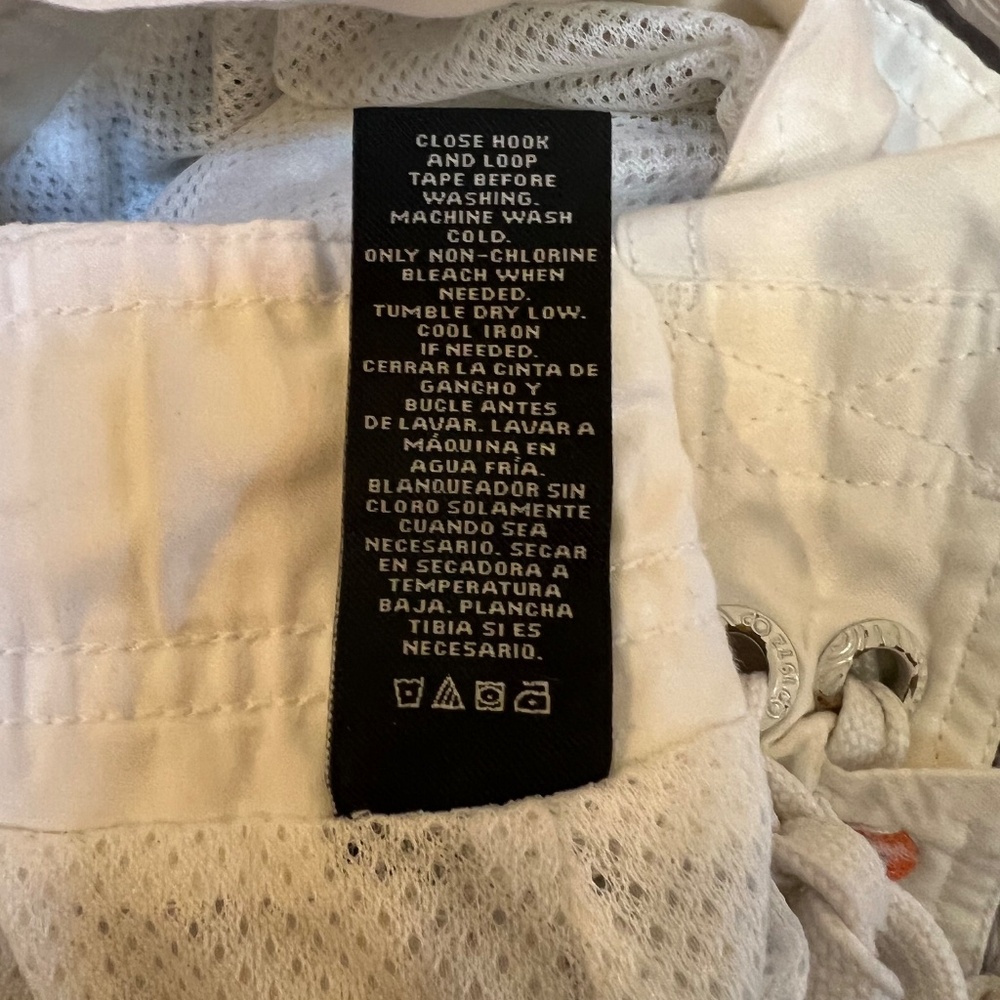 CLOSE HOOK
AND LOOP
TAPE BEFORE
WASHING.
MACHINE WASH
COLD.
ONLY NON-CHLORINE
BLEACH WHEN
NEEDED.
TUMBLE DRY LOW.
COOL IRON
IF NEEDED.
CERRAR LA CINTA DE
GANCHO Y
BUCLE ANTES
DE LAVAR. LAVAR A
MÁQUINA EN
AGUA FRÍA.
BLANQUEADOR SIN
CLORO SOLAMENTE
CUANDO SEA
NECESARIO. SECAR
EN SECADORA A
TEMPERATURA
BAJA. PLANCHA
TIBIA SI ES
NECESARIO.